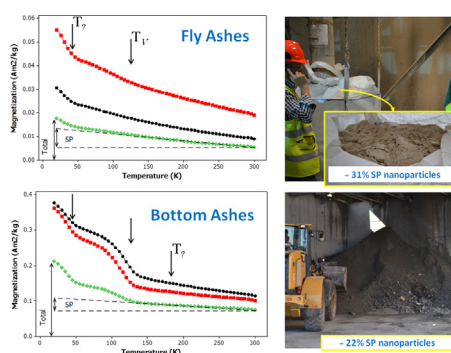 Fly Ashes
T?
TV
Magnetization (Am2/kg)
0.06
0.05
0.04
0.03
0.02
0.01
0.00
Total
SP
0
50
100
150
200
250
300
Temperature (K)
~ 31% SP nanoparticles
Bottom Ashes
T?
Magnetization (Am2/kg)
0.4
0.3
0.2
0.1
0.0
Total
SP
0
50
100
150
200
250
300
Temperature (K)
~ 22% SP nanoparticles